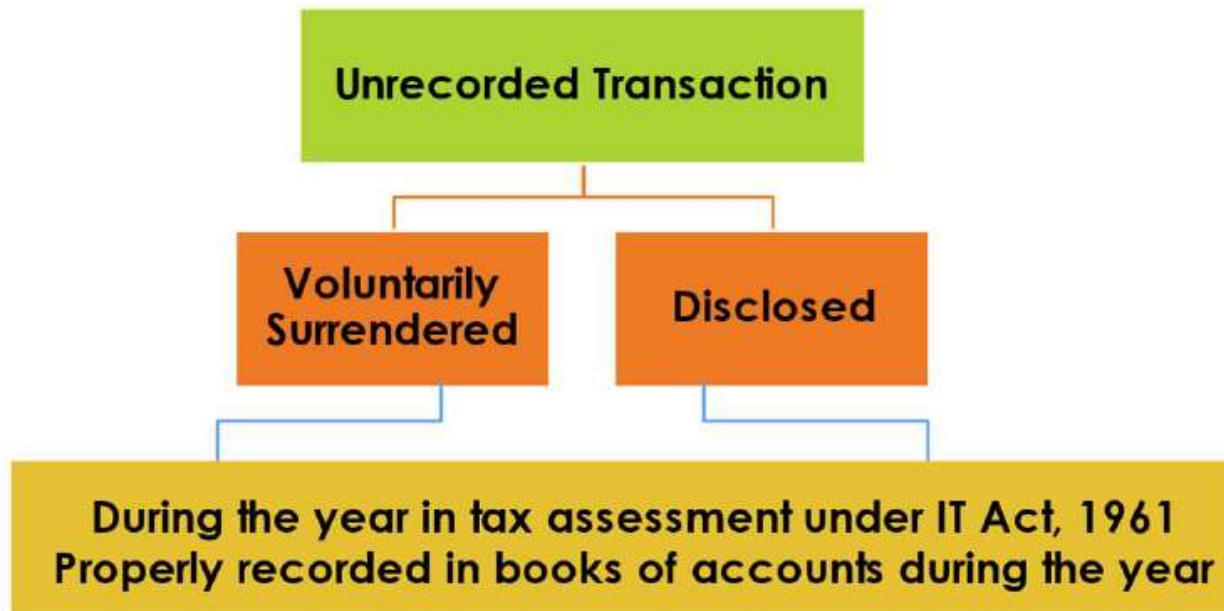 Unrecorded Transaction
Voluntarily
Surrendered
Disclosed
During the year in tax assessment under IT Act, 1961
Properly recorded in books of accounts during the year